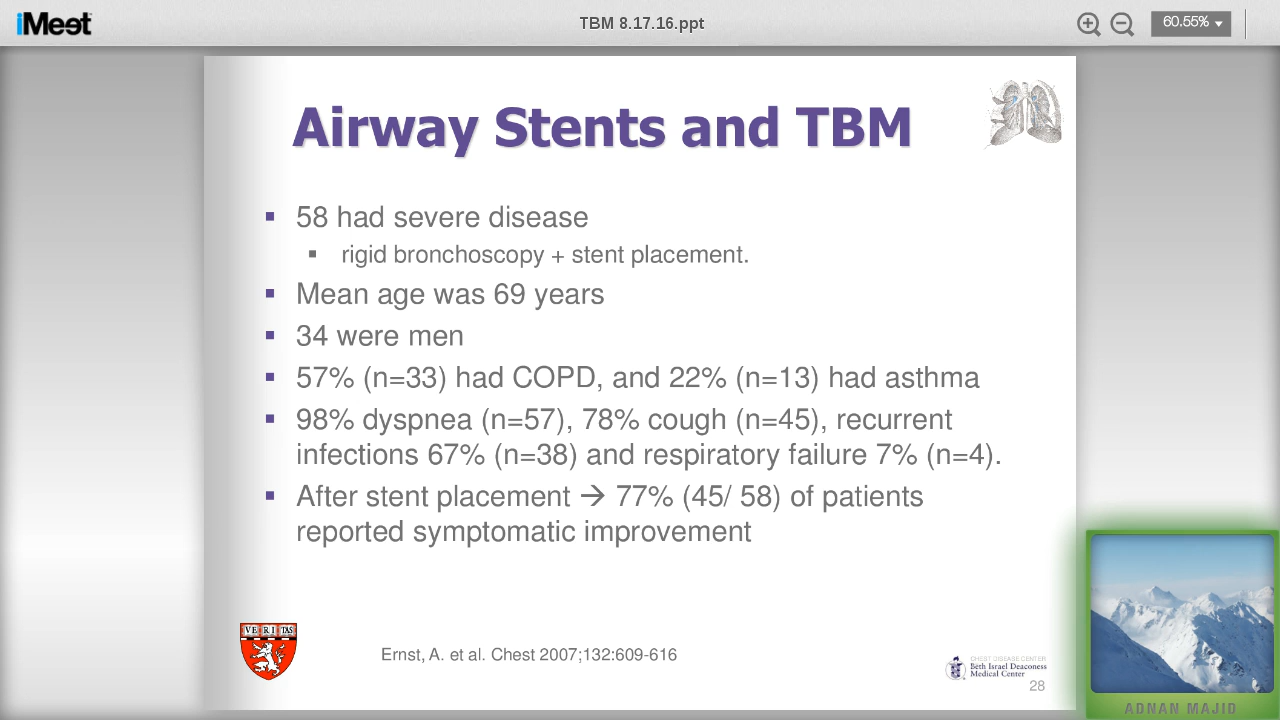 iMeet
TBM 8.17.16.ppt
60.55%
Airway Stents and TBM
▪ 58 had severe disease
▪ rigid bronchoscopy + stent placement.
▪ Mean age was 69 years
▪ 34 were men
▪ 57% (n=33) had COPD, and 22% (n=13) had asthma
▪ 98% dyspnea (n=57), 78% cough (n=45), recurrent
infections 67% (n=38) and respiratory failure 7% (n=4).
▪ After stent placement → 77% (45/ 58) of patients
reported symptomatic improvement
VE RI TAS
Ernst, A. et al. Chest 2007;132:609-616
CHEST DISEASE CENTER
Beth Israel Deaconess
Medical Center
28
ADNAN MAJID